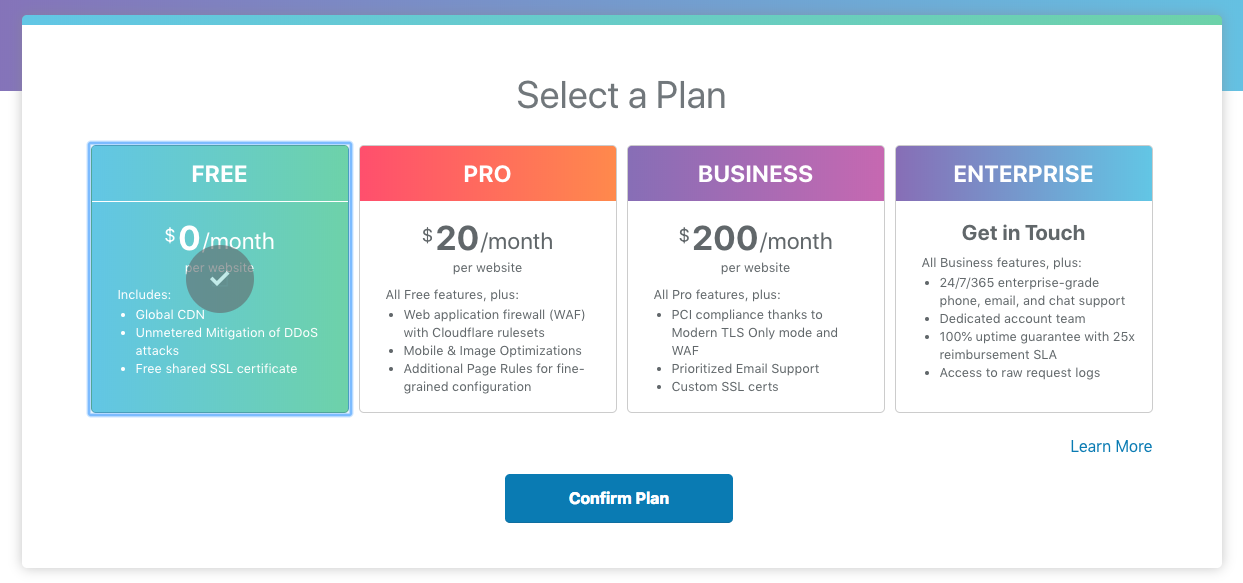 Select a Plan
FREE
$0/month
per website
Includes:
• Global CDN
• Unmetered Mitigation of DDoS
attacks
• Free shared SSL certificate
PRO
$20/month
per website
All Free features, plus:
• Web application firewall (WAF)
with Cloudflare rulesets
• Mobile & Image Optimizations
• Additional Page Rules for fine-
grained configuration
BUSINESS
$200/month
per website
All Pro features, plus:
• PCI compliance thanks to
Modern TLS Only mode and
WAF
• Prioritized Email Support
• Custom SSL certs
ENTERPRISE
Get in Touch
All Business features, plus:
• 24/7/365 enterprise-grade
phone, email, and chat support
• Dedicated account team
• 100% uptime guarantee with 25x
reimbursement SLA
• Access to raw request logs
Learn More
Confirm Plan